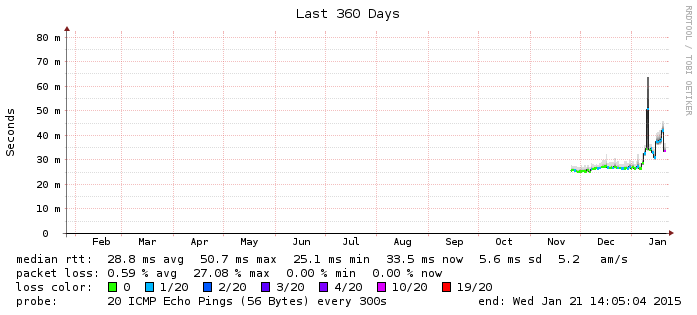 Last 360 Days
RRDTOOL / TOBI OETIKER
80 m
70 m
60 m
50 m
40 m
30 m
20 m
10 m
0
Seconds
Feb Mar Apr May Jun Jul Aug Sep Oct Nov Dec Jan
median rtt: 28.8 ms avg 50.7 ms max 25.1 ms min 33.5 ms now 5.6 ms sd 5.2 am/s
packet loss: 0.59 % avg 27.08 % max 0.00 % min 0.00 % now
loss color: 0 1/20 2/20 3/20 4/20 10/20 19/20
probe: 20 ICMP Echo Pings (56 Bytes) every 300s end: Wed Jan 21 14:05:04 2015